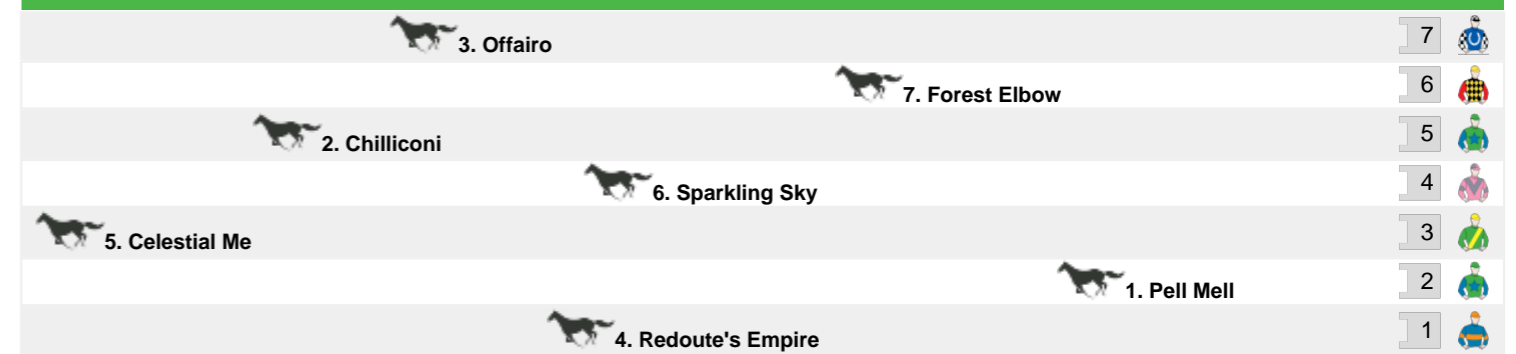 3. Offairo 7
7. Forest Elbow 6
2. Chilliconi 5
6. Sparkling Sky 4
5. Celestial Me 3
1. Pell Mell 2
4. Redoute's Empire 1